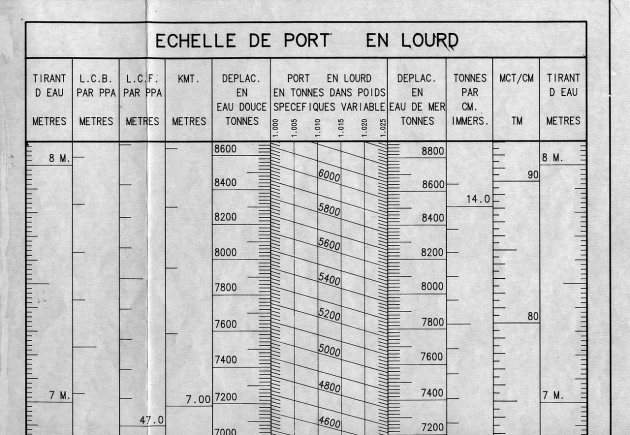 ECHELLE DE PORT EN LOURD
TIRANT L.C.B. L.C.F. KMT. DEPLAC. PORT EN LOURD DEPLAC. TONNES MCT/CM TIRANT
D EAU PAR PPA PAR PPA EN EN TONNES DANS POIDS EN PAR D EAU
EAU DOUCE SPECEFIQUES VARIABLE EAU DE MER CM.
METRES METRES METRES METRES TONNES 1.000 1.005 1.010 1.015 1.020 1.025 TONNES IMMERS. TM METRES
8600 8800
8 M. 8 M.
6000 90
8400 8600
14.0
5800
8200 8400
5600
8000 8200
5400
7800 8000
5200 80
7600 7800
5000
7400 7600
4800
7 M. 7.00 7200 7400 7 M.
47.0 4600
7000 7200